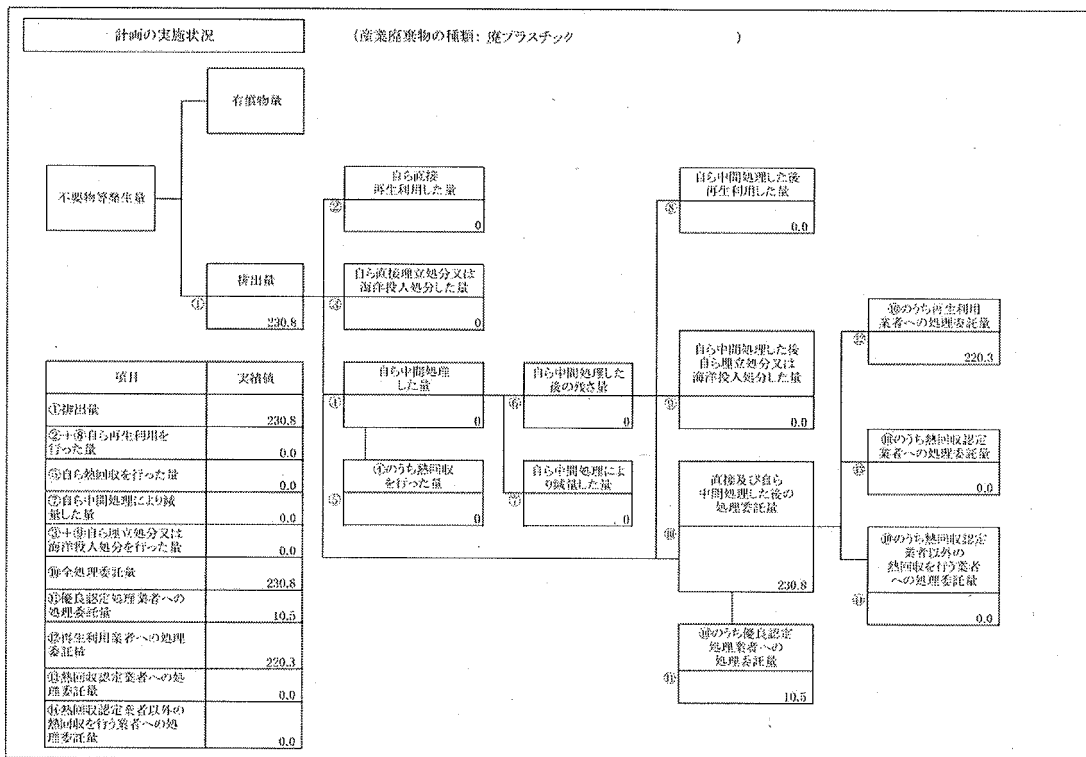 計画の実施状況
(産業廃棄物の種類: 廃プラスチック )
有償物量
不要物等発生量
① 排出量
230.8
② 自ら直接
再生利用した量
0
③ 自ら直接埋立処分又は
海洋投入処分した量
0
④ 自ら中間処理
した量
0
⑤ ④のうち熱回収
を行った量
0
⑥ 自ら中間処理した
後の残さ量
0
⑦ 自ら中間処理によ
り減量した量
0
⑧ 自ら中間処理した後
再生利用した量
0.0
⑨ 自ら中間処理した後
自ら埋立処分又は
海洋投入処分した量
0.0
⑩ 直接及び自ら
中間処理した後の
処理委託量
230.8
⑪ ⑩のうち優良認定
処理業者への
処理委託量
10.5
⑫ ⑩のうち再生利用
業者への処理委託量
220.3
⑬ ⑩のうち熱回収認定
業者への処理委託量
0.0
⑭ ⑩のうち熱回収認定
業者以外の
熱回収を行う業者
への処理委託量
0.0
項目 実績値
①排出量 230.8
②+⑧自ら再生利用を
行った量 0.0
⑤自ら熱回収を行った量 0.0
⑦自ら中間処理により減
量した量 0.0
③+⑨自ら埋立処分又は
海洋投入処分を行った量 0.0
⑩全処理委託量 230.8
⑪優良認定処理業者への
処理委託量 10.5
⑫再生利用業者への処理
委託量 220.3
⑬熱回収認定業者への処
理委託量 0.0
⑭熱回収認定業者以外の
熱回収を行う業者への処
理委託量 0.0